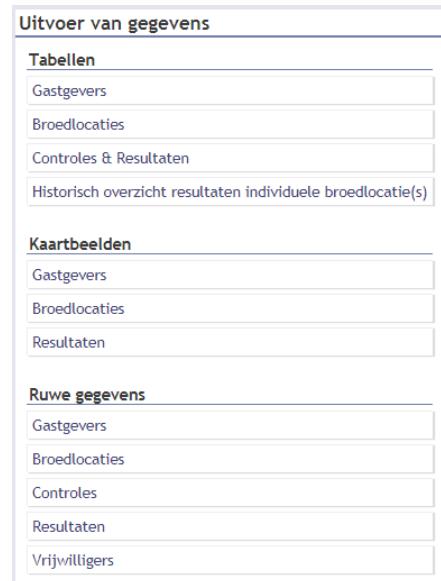 Uitvoer van gegevens
Tabellen
Gastgevers
Broedlocaties
Controles & Resultaten
Historisch overzicht resultaten individuele broedlocatie(s)
Kaartbeelden
Gastgevers
Broedlocaties
Resultaten
Ruwe gegevens
Gastgevers
Broedlocaties
Controles
Resultaten
Vrijwilligers